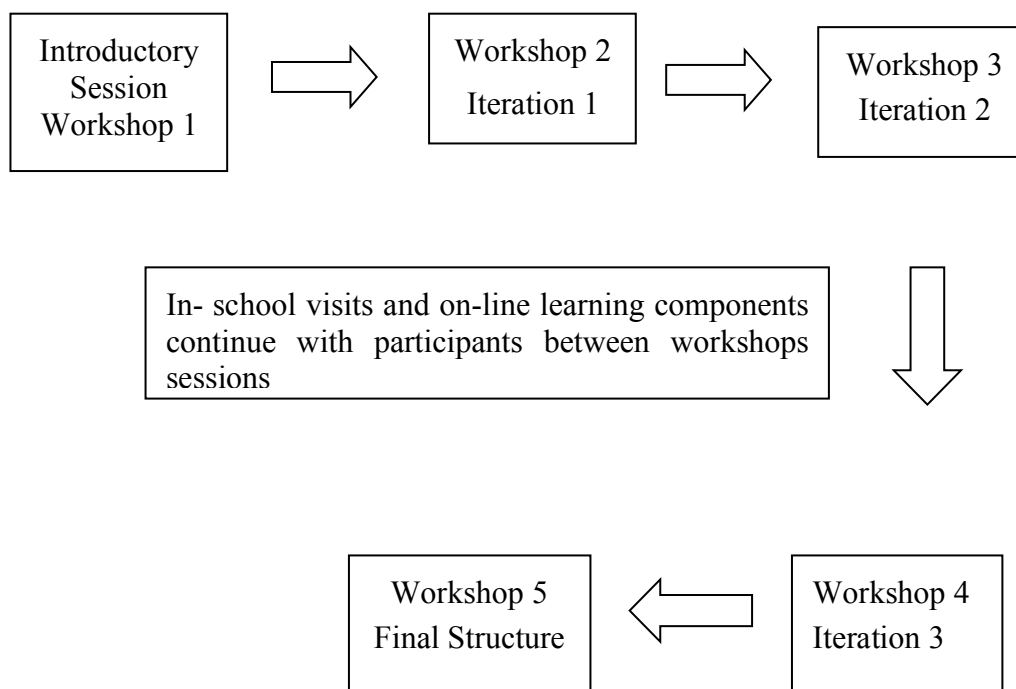 Introductory
Session
Workshop 1
Workshop 2
Iteration 1
Workshop 3
Iteration 2
In- school visits and on-line learning components
continue with participants between workshops
sessions
Workshop 5
Final Structure
Workshop 4
Iteration 3